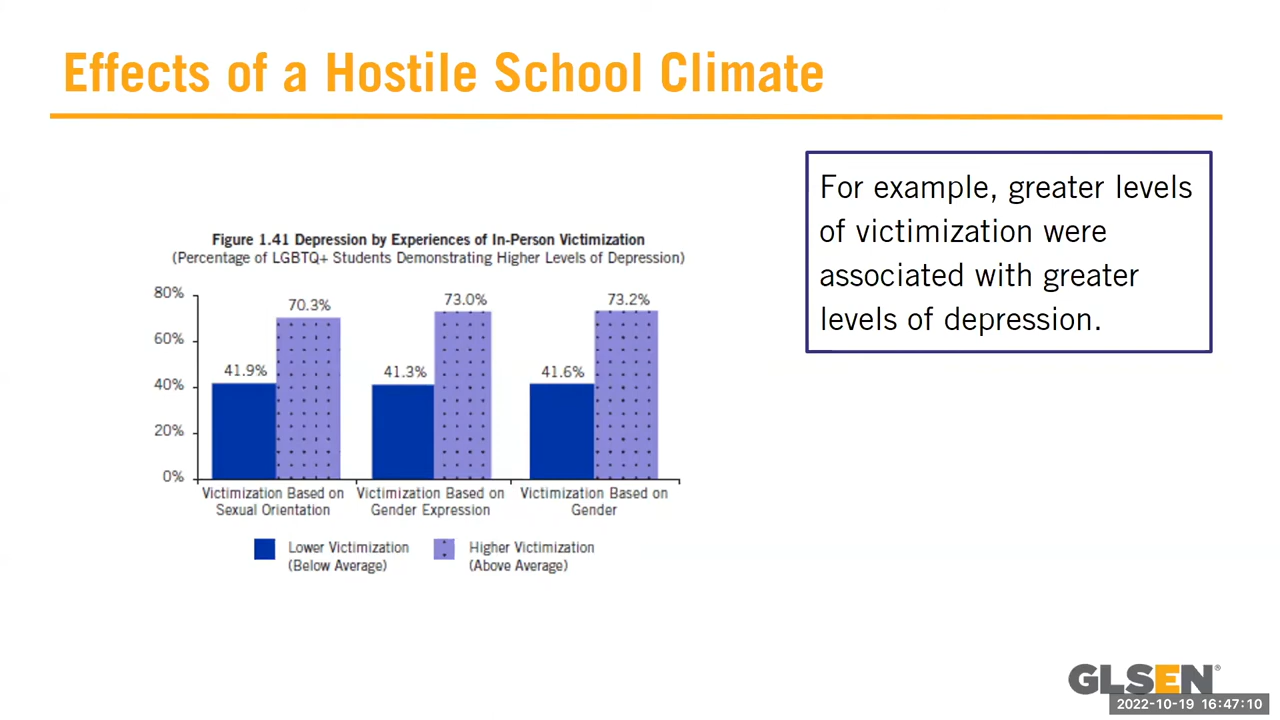 Effects of a Hostile School Climate
For example, greater levels
of victimization were
associated with greater
levels of depression.
Figure 1.41 Depression by Experiences of In-Person Victimization
(Percentage of LGBTQ+ Students Demonstrating Higher Levels of Depression)
80%
60%
40%
20%
0%
41.9%
70.3%
41.3%
73.0%
41.6%
73.2%
Victimization Based on
Sexual Orientation
Victimization Based on
Gender Expression
Victimization Based on
Gender
Lower Victimization
(Below Average)
Higher Victimization
(Above Average)
GLSEN®
2022-10-19 16:47:10